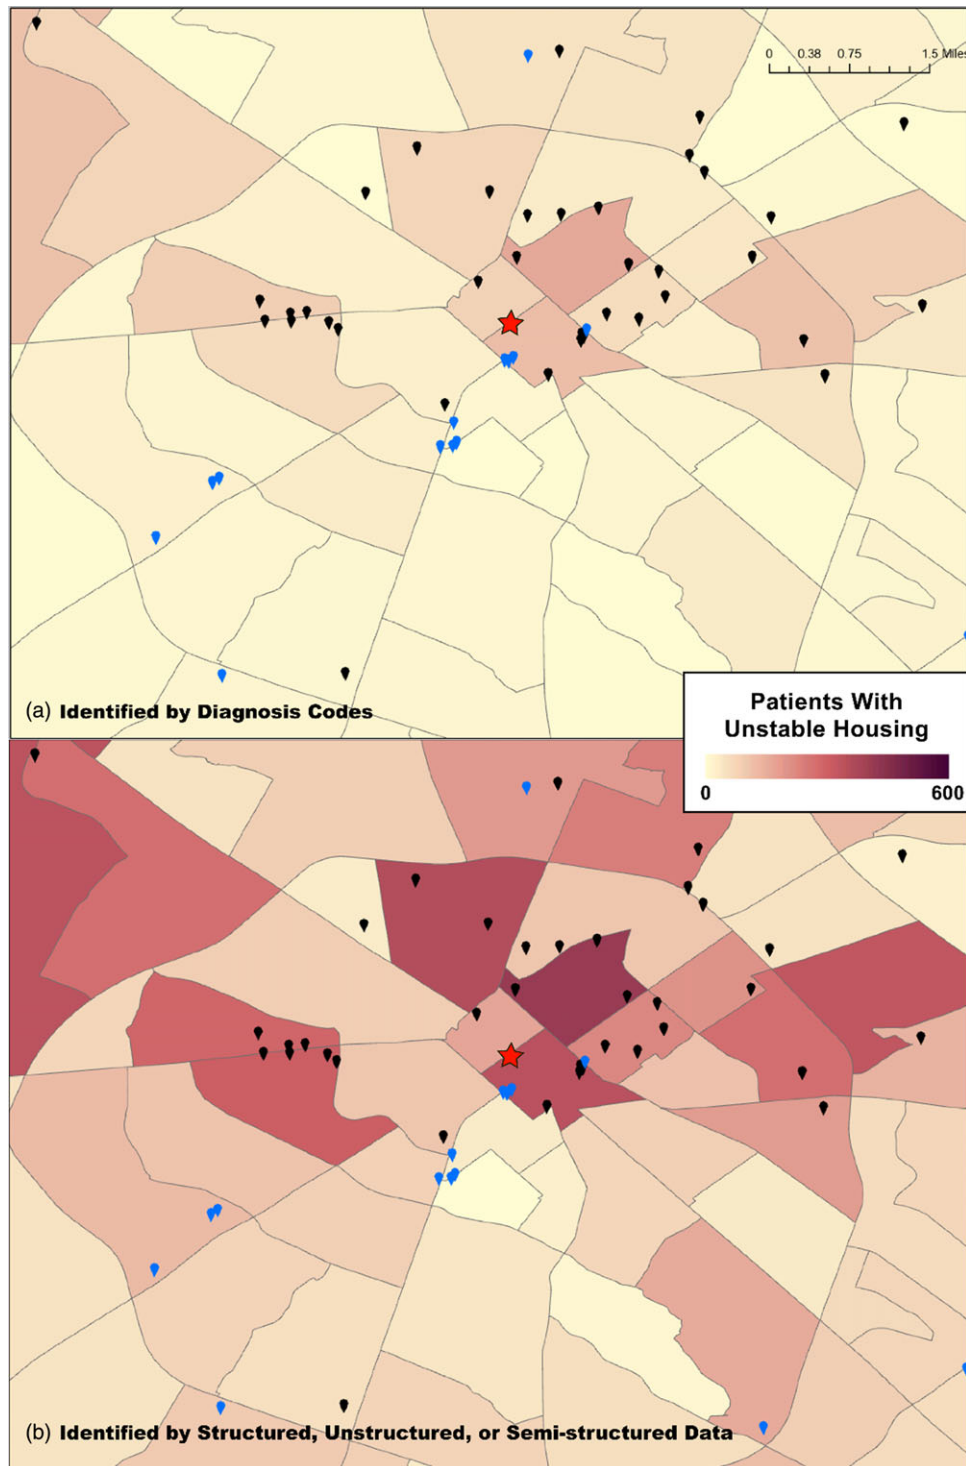 0 0.38 0.75 1.5 Miles
(a) Identified by Diagnosis Codes
Patients With
Unstable Housing
0 600
(b) Identified by Structured, Unstructured, or Semi-structured Data